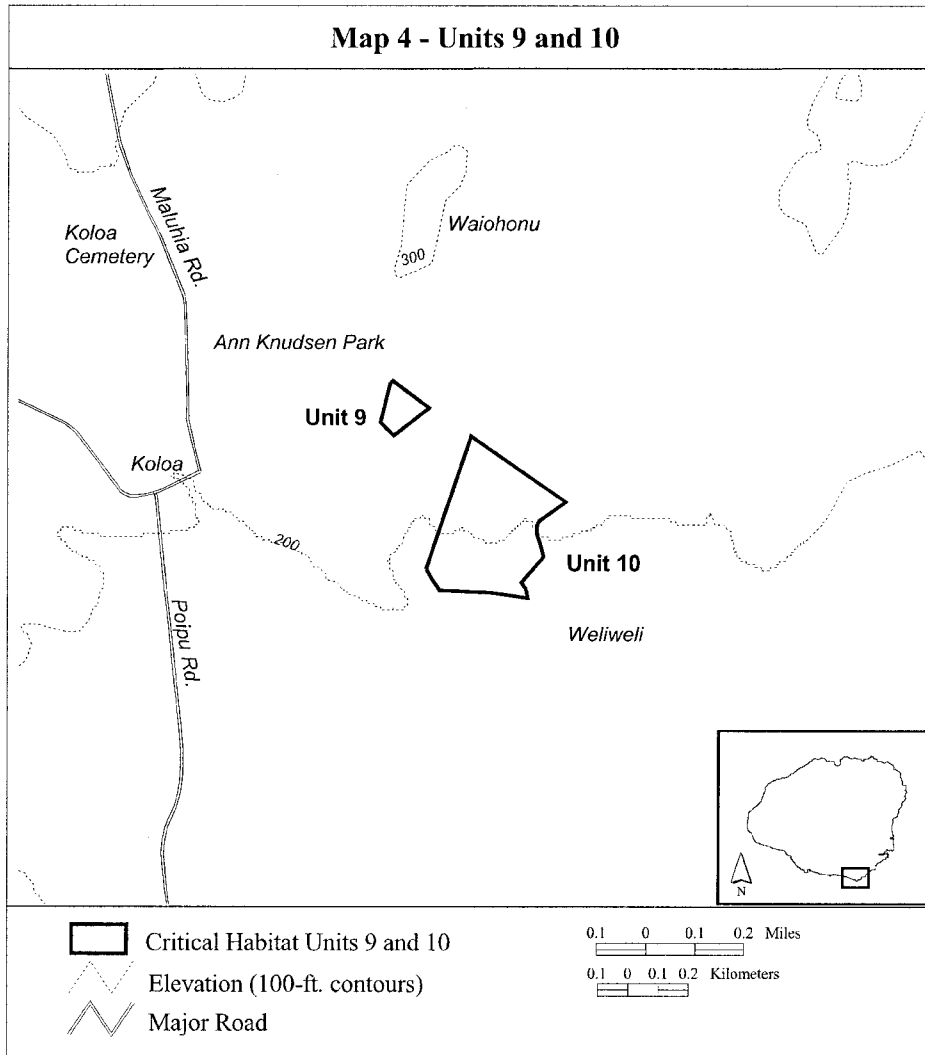 Map 4 - Units 9 and 10
Maluhia Rd.
Koloa
Cemetery
Waiohonu
300
Ann Knudsen Park
Unit 9
Koloa
200
Unit 10
Poipu Rd.
Weliweli
N
Critical Habitat Units 9 and 10
Elevation (100-ft. contours)
Major Road
0.1 0 0.1 0.2 Miles
0.1 0 0.1 0.2 Kilometers